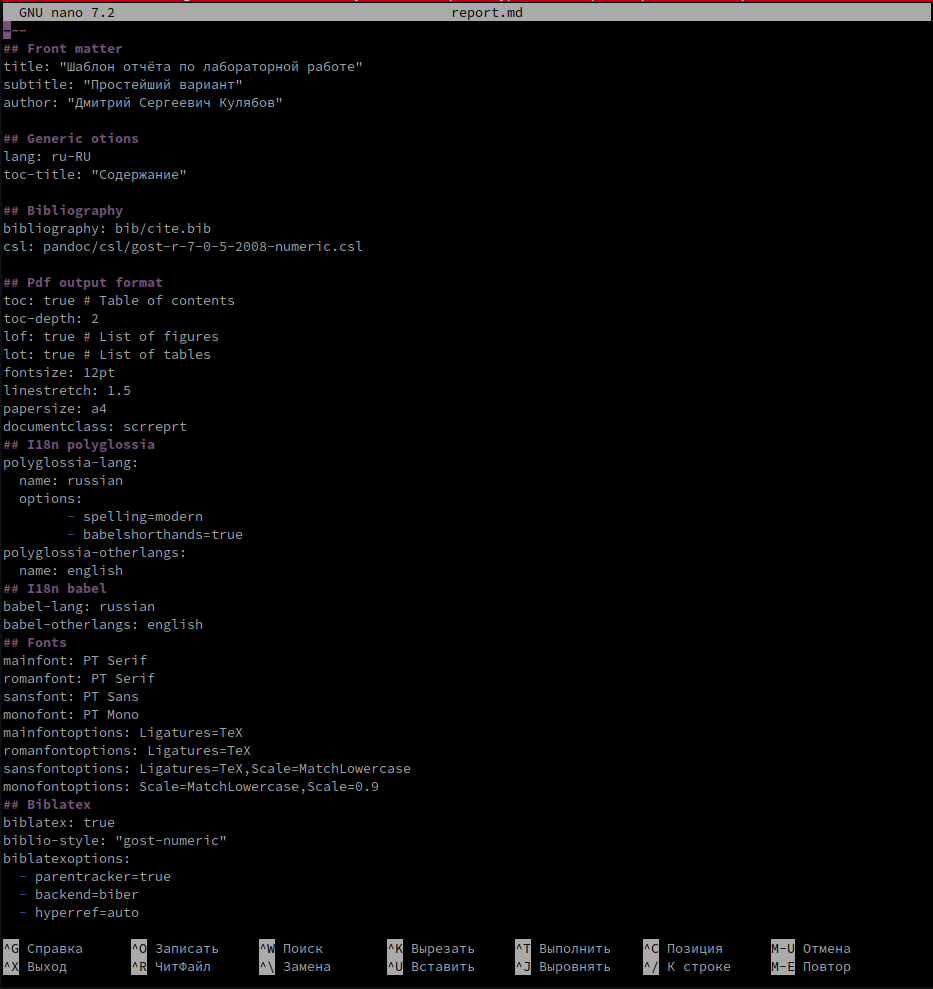 GNU nano 7.2 report.md
---
## Front matter
title: "Шаблон отчёта по лабораторной работе"
subtitle: "Простейший вариант"
author: "Дмитрий Сергеевич Кулябов"
## Generic otions
lang: ru-RU
toc-title: "Содержание"
## Bibliography
bibliography: bib/cite.bib
csl: pandoc/csl/gost-r-7-0-5-2008-numeric.csl
## Pdf output format
toc: true # Table of contents
toc-depth: 2
lof: true # List of figures
lot: true # List of tables
fontsize: 12pt
linestretch: 1.5
papersize: a4
documentclass: scrreprt
## I18n polyglossia
polyglossia-lang:
  name: russian
  options:
        - spelling=modern
        - babelshorthands=true
polyglossia-otherlangs:
  name: english
## I18n babel
babel-lang: russian
babel-otherlangs: english
## Fonts
mainfont: PT Serif
romanfont: PT Serif
sansfont: PT Sans
monofont: PT Mono
mainfontoptions: Ligatures=TeX
romanfontoptions: Ligatures=TeX
sansfontoptions: Ligatures=TeX,Scale=MatchLowercase
monofontoptions: Scale=MatchLowercase,Scale=0.9
## Biblatex
biblatex: true
biblio-style: "gost-numeric"
biblatexoptions:
  - parentracker=true
  - backend=biber
  - hyperref=auto
^G Справка ^O Записать ^W Поиск ^K Вырезать ^T Выполнить ^C Позиция M-U Отмена
^X Выход ^R ЧитФайл ^\ Замена ^U Вставить ^J Выровнять ^/ К строке M-E Повтор